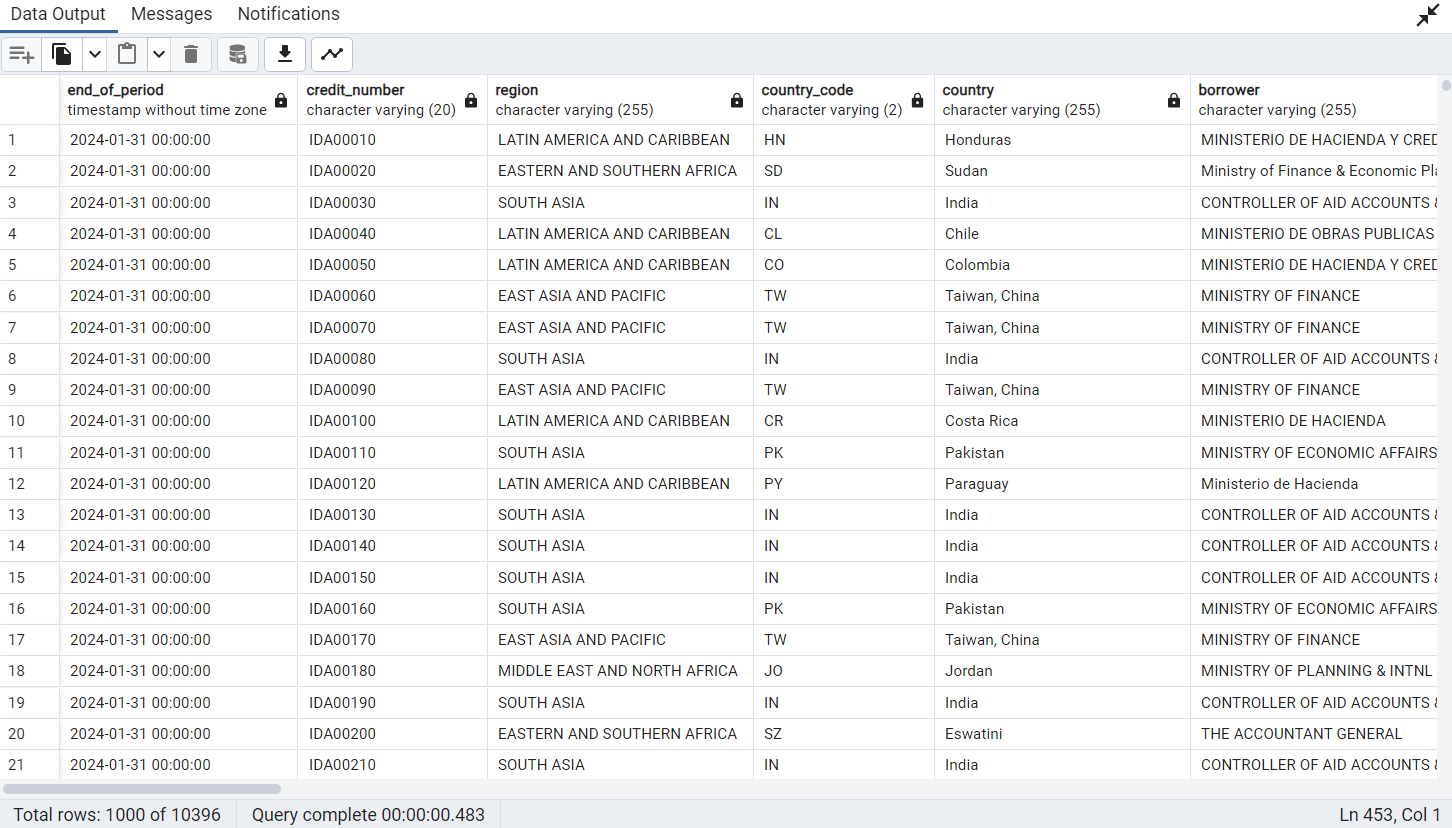 Data Output Messages Notifications
end_of_period credit_number region country_code country borrower
timestamp without time zone character varying (20) character varying (255) character varying (2) character varying (255) character varying (255)
1 2024-01-31 00:00:00 IDA00010 LATIN AMERICA AND CARIBBEAN HN Honduras MINISTERIO DE HACIENDA Y CRED
2 2024-01-31 00:00:00 IDA00020 EASTERN AND SOUTHERN AFRICA SD Sudan Ministry of Finance & Economic Pla
3 2024-01-31 00:00:00 IDA00030 SOUTH ASIA IN India CONTROLLER OF AID ACCOUNTS &
4 2024-01-31 00:00:00 IDA00040 LATIN AMERICA AND CARIBBEAN CL Chile MINISTERIO DE OBRAS PUBLICAS
5 2024-01-31 00:00:00 IDA00050 LATIN AMERICA AND CARIBBEAN CO Colombia MINISTERIO DE HACIENDA Y CRED
6 2024-01-31 00:00:00 IDA00060 EAST ASIA AND PACIFIC TW Taiwan, China MINISTRY OF FINANCE
7 2024-01-31 00:00:00 IDA00070 EAST ASIA AND PACIFIC TW Taiwan, China MINISTRY OF FINANCE
8 2024-01-31 00:00:00 IDA00080 SOUTH ASIA IN India CONTROLLER OF AID ACCOUNTS &
9 2024-01-31 00:00:00 IDA00090 EAST ASIA AND PACIFIC TW Taiwan, China MINISTRY OF FINANCE
10 2024-01-31 00:00:00 IDA00100 LATIN AMERICA AND CARIBBEAN CR Costa Rica MINISTERIO DE HACIENDA
11 2024-01-31 00:00:00 IDA00110 SOUTH ASIA PK Pakistan MINISTRY OF ECONOMIC AFFAIRS
12 2024-01-31 00:00:00 IDA00120 LATIN AMERICA AND CARIBBEAN PY Paraguay Ministerio de Hacienda
13 2024-01-31 00:00:00 IDA00130 SOUTH ASIA IN India CONTROLLER OF AID ACCOUNTS &
14 2024-01-31 00:00:00 IDA00140 SOUTH ASIA IN India CONTROLLER OF AID ACCOUNTS &
15 2024-01-31 00:00:00 IDA00150 SOUTH ASIA IN India CONTROLLER OF AID ACCOUNTS &
16 2024-01-31 00:00:00 IDA00160 SOUTH ASIA PK Pakistan MINISTRY OF ECONOMIC AFFAIRS
17 2024-01-31 00:00:00 IDA00170 EAST ASIA AND PACIFIC TW Taiwan, China MINISTRY OF FINANCE
18 2024-01-31 00:00:00 IDA00180 MIDDLE EAST AND NORTH AFRICA JO Jordan MINISTRY OF PLANNING & INTNL
19 2024-01-31 00:00:00 IDA00190 SOUTH ASIA IN India CONTROLLER OF AID ACCOUNTS &
20 2024-01-31 00:00:00 IDA00200 EASTERN AND SOUTHERN AFRICA SZ Eswatini THE ACCOUNTANT GENERAL
21 2024-01-31 00:00:00 IDA00210 SOUTH ASIA IN India CONTROLLER OF AID ACCOUNTS &
Total rows: 1000 of 10396 Query complete 00:00:00.483 Ln 453, Col 1